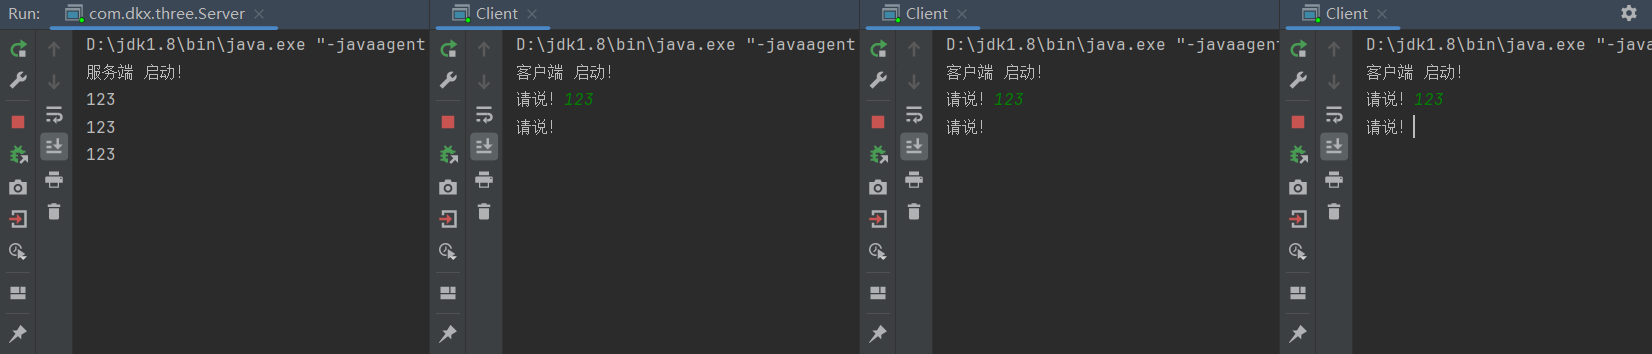 Run: com.dkx.three.Server
D:\jdk1.8\bin\java.exe "-javaagent
服务端 启动!
123
123
123
Client
D:\jdk1.8\bin\java.exe "-javaagent
客户端 启动!
请说! 123
请说!
Client
D:\jdk1.8\bin\java.exe "-javaagen
客户端 启动!
请说! 123
请说!
Client
D:\jdk1.8\bin\java.exe "-java
客户端 启动!
请说! 123
请说!